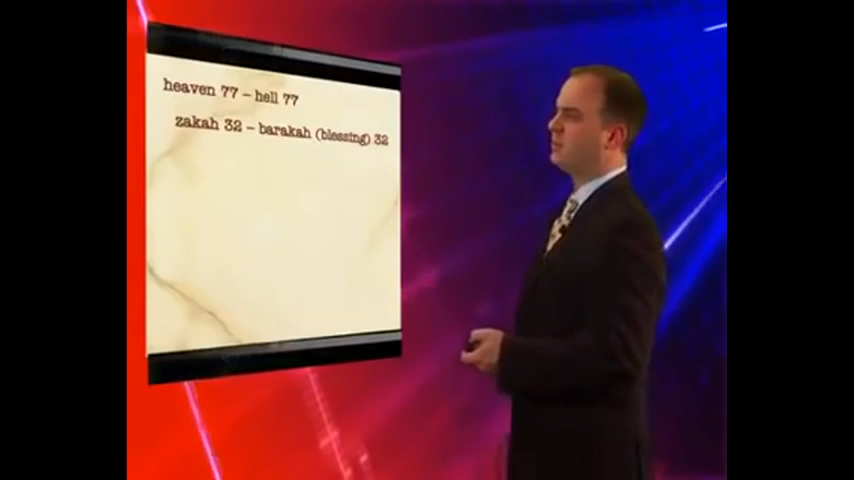 heaven 77 – hell 77
zakah 32 – barakah (blessing) 32